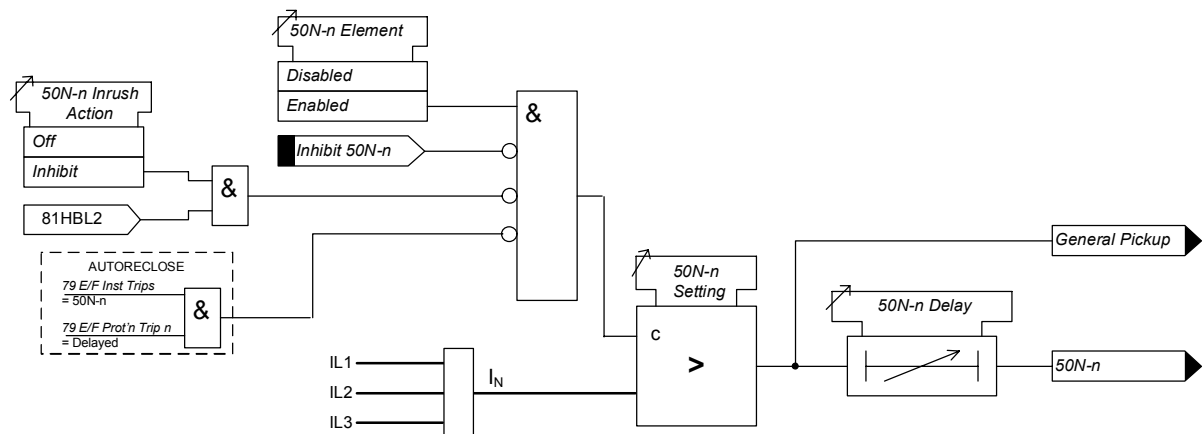 50N-n Element
Disabled
Enabled
50N-n Inrush
Action
Off
Inhibit
81HBL2
&
Inhibit 50N-n
&
AUTORECLOSE
79 E/F Inst Trips
= 50N-n
79 E/F Prot'n Trip n
= Delayed
&
IL1
IL2
IL3
IN
50N-n
Setting
c
>
General Pickup
50N-n Delay
50N-n